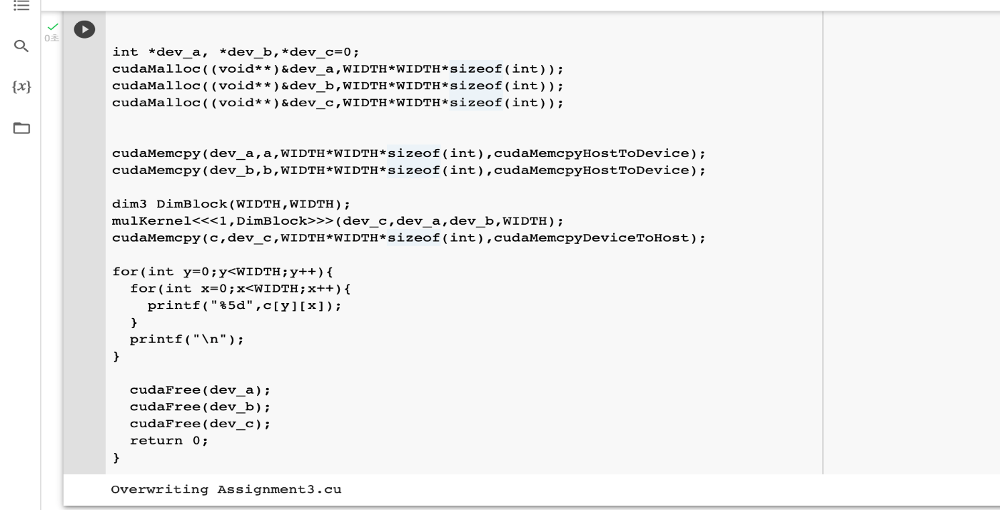 0초
{x}
int *dev_a, *dev_b,*dev_c=0;
cudaMalloc((void**)&dev_a,WIDTH*WIDTH*sizeof(int));
cudaMalloc((void**)&dev_b,WIDTH*WIDTH*sizeof(int));
cudaMalloc((void**)&dev_c,WIDTH*WIDTH*sizeof(int));
cudaMemcpy(dev_a,a,WIDTH*WIDTH*sizeof(int),cudaMemcpyHostToDevice);
cudaMemcpy(dev_b,b,WIDTH*WIDTH*sizeof(int),cudaMemcpyHostToDevice);
dim3 DimBlock(WIDTH,WIDTH);
mulKernel<<<1,DimBlock>>>(dev_c,dev_a,dev_b,WIDTH);
cudaMemcpy(c,dev_c,WIDTH*WIDTH*sizeof(int),cudaMemcpyDeviceToHost);
for(int y=0;y<WIDTH;y++){
  for(int x=0;x<WIDTH;x++){
    printf("%5d",c[y][x]);
  }
  printf("\n");
}
  cudaFree(dev_a);
  cudaFree(dev_b);
  cudaFree(dev_c);
  return 0;
}
Overwriting Assignment3.cu